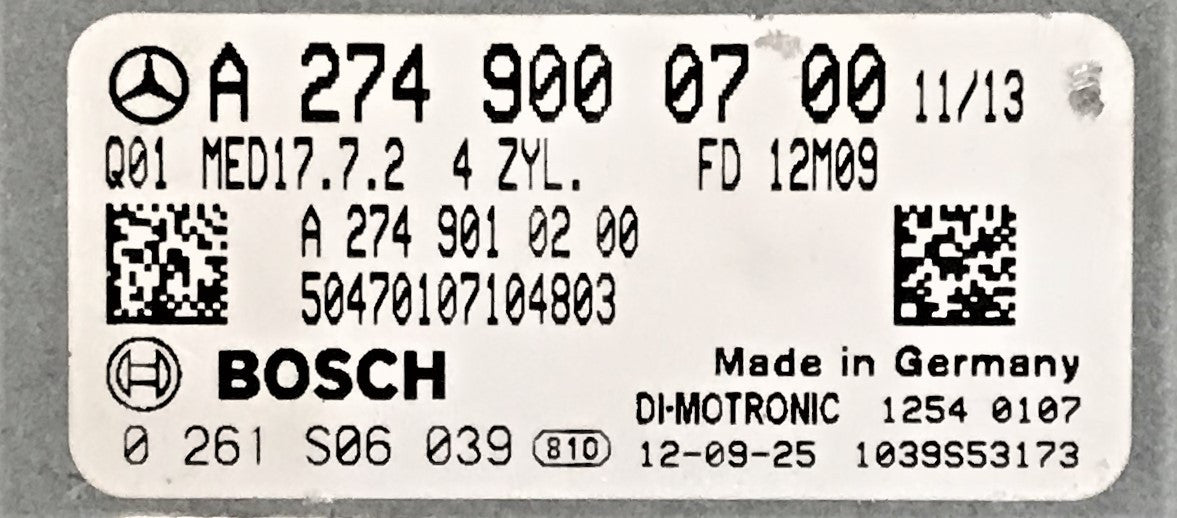 A 274 900 07 00 11/13
Q01 MED17.7.2 4 ZYL. FD 12M09
A 274 901 02 00
50470107104803
BOSCH
Made in Germany
DI-MOTRONIC 1254 0107
0 261 S06 039 810 12-09-25 1039S53173